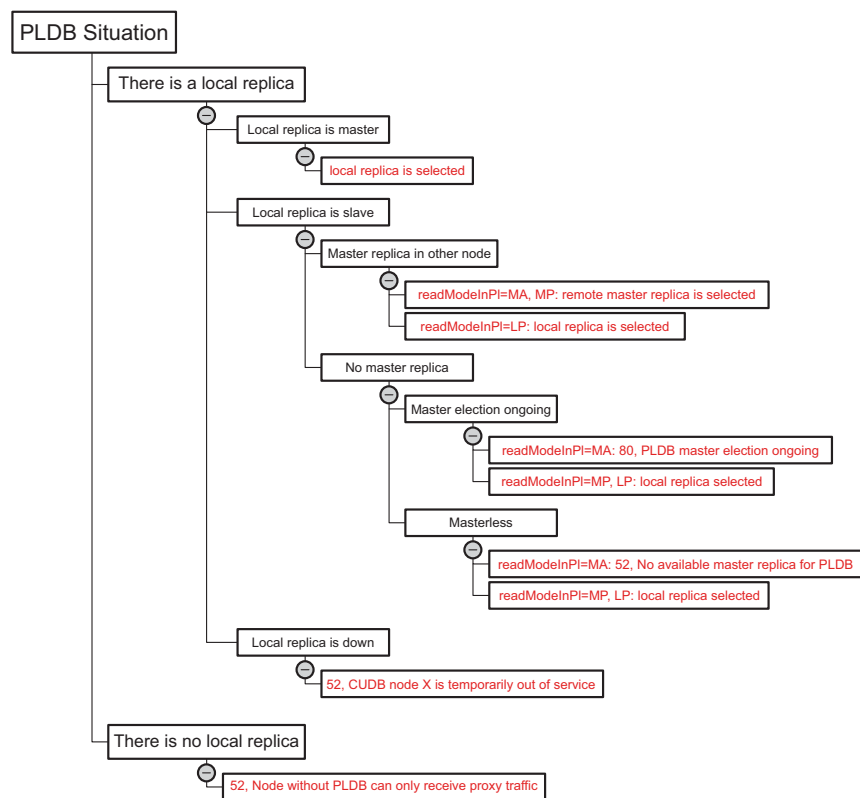 PLDB Situation
There is a local replica
Local replica is master
local replica is selected
Local replica is slave
Master replica in other node
readModeInPl=MA, MP: remote master replica is selected
readModeInPl=LP: local replica is selected
No master replica
Master election ongoing
readModeInPl=MA: 80, PLDB master election ongoing
readModeInPl=MP, LP: local replica selected
Masterless
readModeInPl=MA: 52, No available master replica for PLDB
readModeInPl=MP, LP: local replica selected
Local replica is down
52, CUDB node X is temporarily out of service
There is no local replica
52, Node without PLDB can only receive proxy traffic